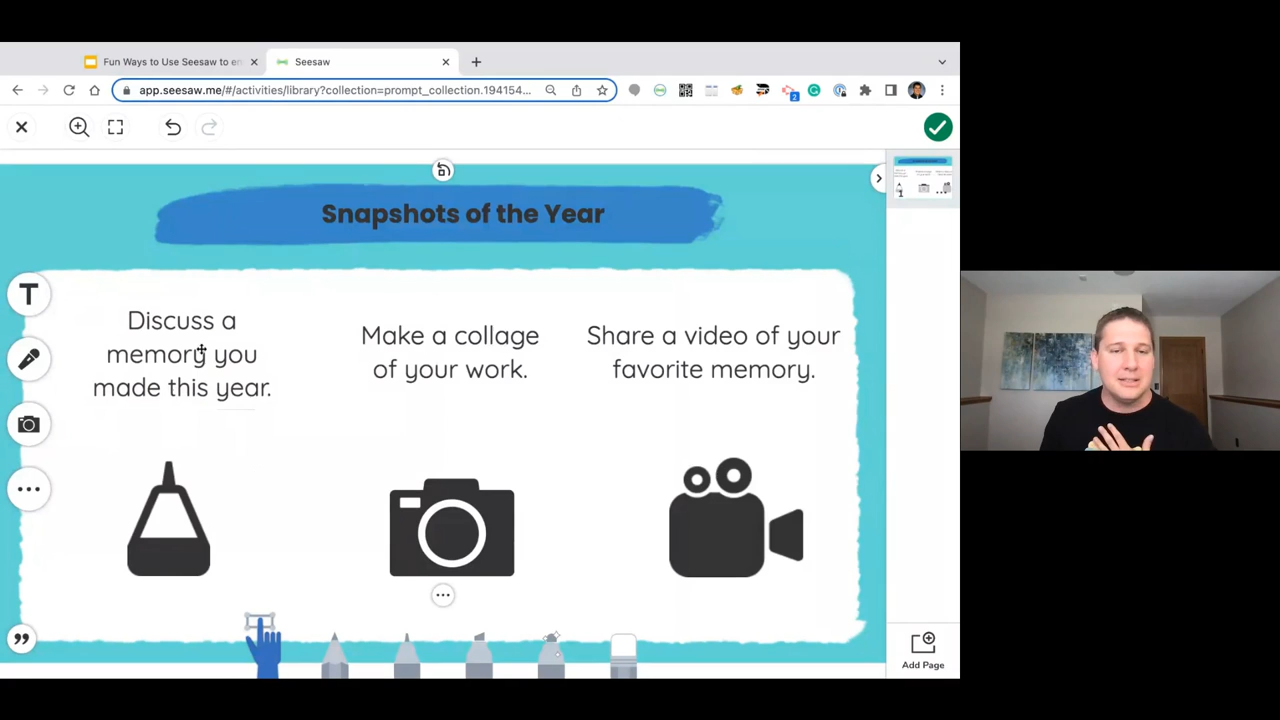 Fun Ways to Use Seesaw to en
Seesaw
app.seesaw.me/#/activities/library?collection=prompt_collection.194154...
2
Snapshots of the Year
T
Discuss a
memory you
made this year.
Make a collage
of your work.
Share a video of your
favorite memory.
Add Page